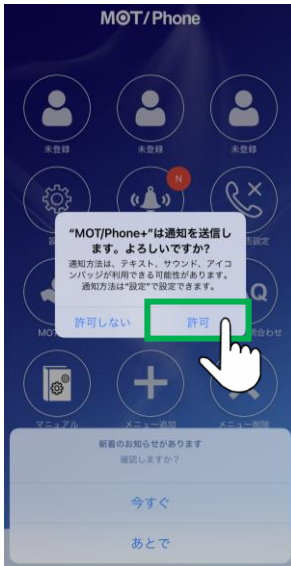 MOT/Phone
未登録
未登録
未登録
N
"MOT/Phone+"は通知を送信し
ます。よろしいですか?
通知方法は、テキスト、サウンド、アイコ
ンバッジが利用できる可能性があります。
通知方法は"設定"で設定できます。
許可しない
許可
MO
Q
合わせ
マニュアル
メニュー追加
メニュー削除
新着のお知らせがあります
確認しますか?
今すぐ
あとで